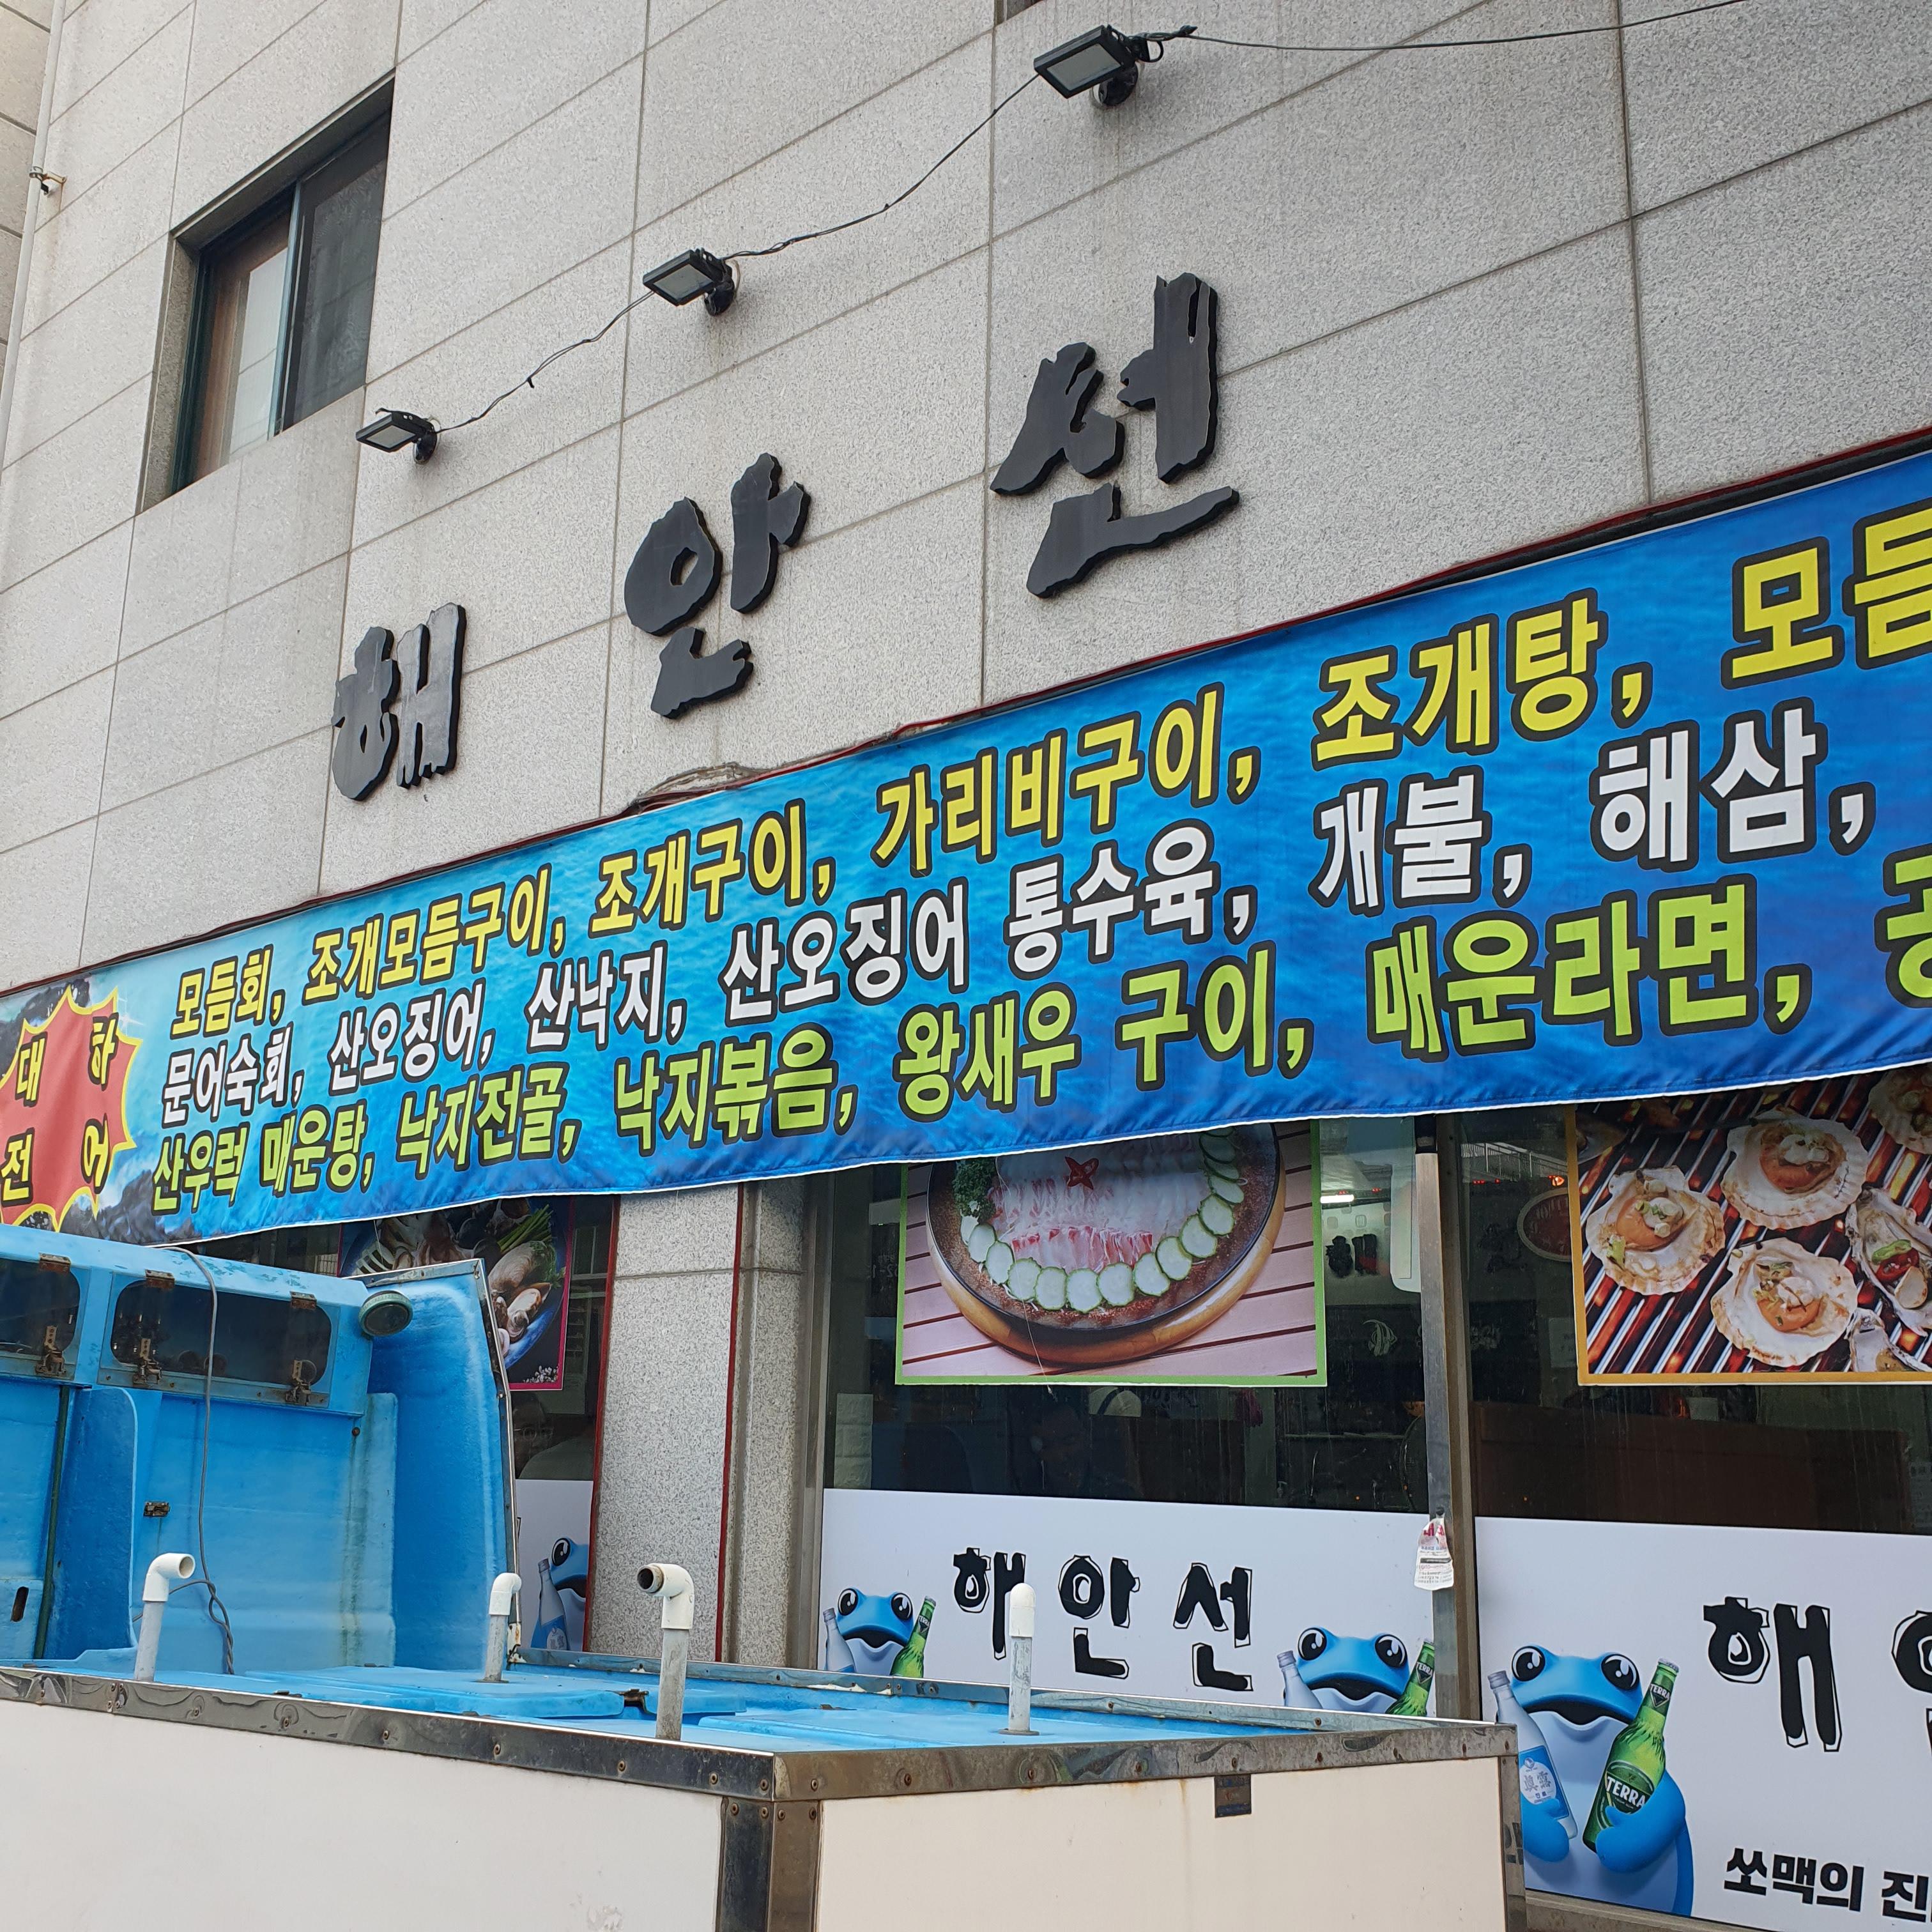 해안선
모듬회, 조개모듬구이, 조개구이, 가리비구이, 조개탕, 모듬
문어숙회, 산오징어, 산낙지, 산오징어 통수육, 개불, 해삼,
산우럭 매운탕, 낙지전골, 낙지볶음, 왕새우 구이, 매운라면,
대하
전어
해안선
해
TERRA
TERRA
쏘맥의 진